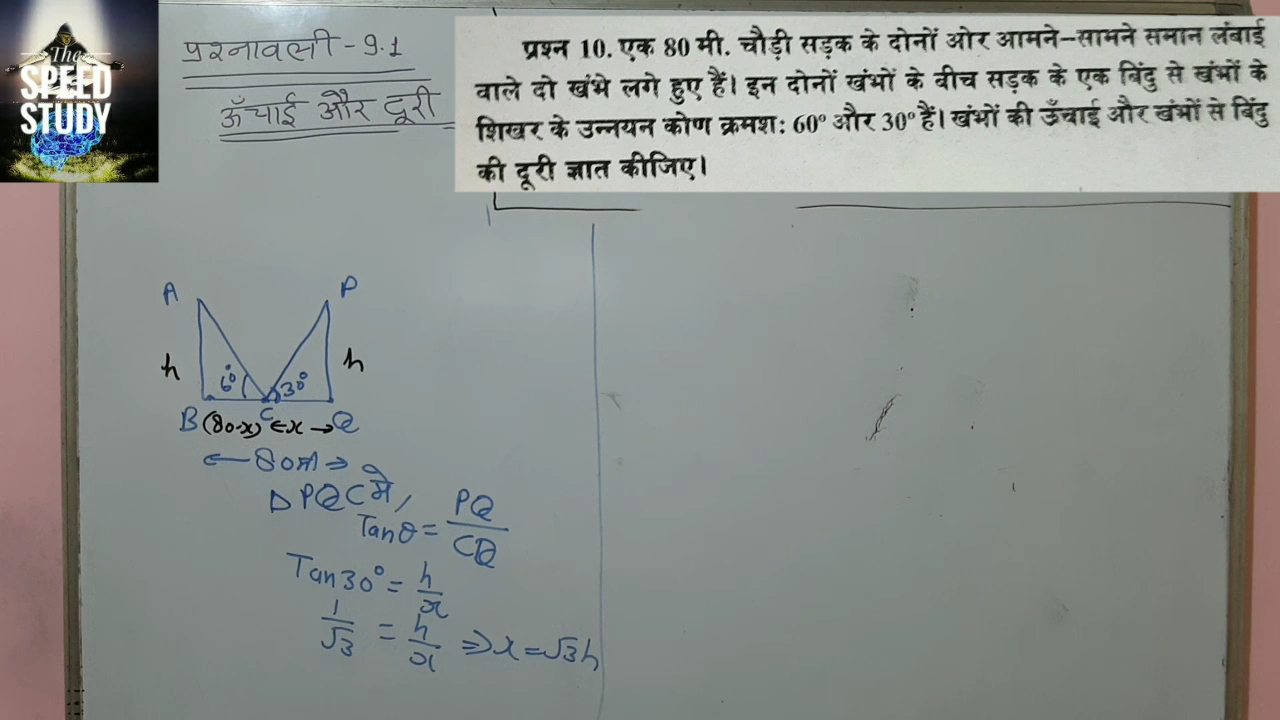 The
SPEED
STUDY
प्रश्नावली-9.1
ऊँचाई और दूरी
प्रश्न 10. एक 80 मी. चौड़ी सड़क के दोनों ओर आमने-सामने समान लंबाई
वाले दो खंभे लगे हुए हैं। इन दोनों खंभों के बीच सड़क के एक बिंदु से खंभों के
शिखर के उन्नयन कोण क्रमश: 60° और 30° हैं। खंभों की ऊँचाई और खंभों से बिंदु
की दूरी ज्ञात कीजिए।
A P
h 60° 30° h
B (80-x) C ←x→ Q
←80मी→
Δ PQC में,
Tanθ = PQ/CQ
Tan30° = h/x
1/√3 = h/x ⇒ x = √3h